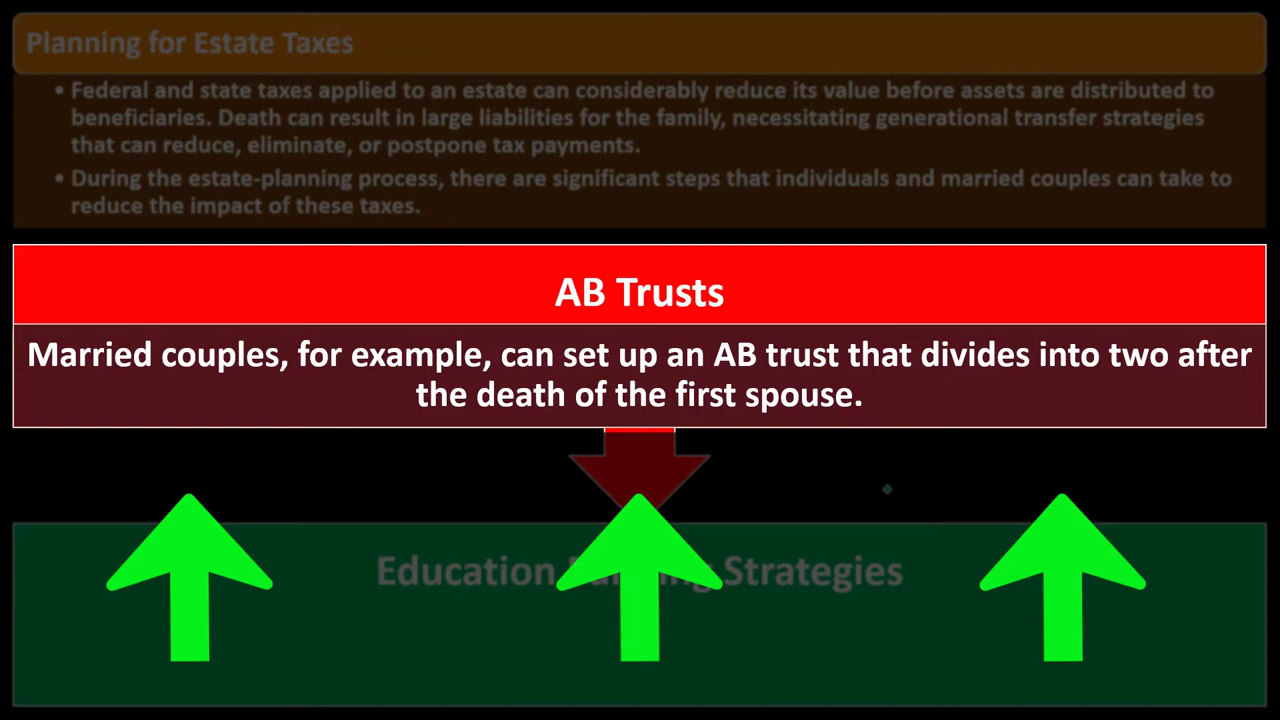 Planning for Estate Taxes
• Federal and state taxes applied to an estate can considerably reduce its value before assets are distributed to
beneficiaries. Death can result in large liabilities for the family, necessitating generational transfer strategies
that can reduce, eliminate, or postpone tax payments.
• During the estate-planning process, there are significant steps that individuals and married couples can take to
reduce the impact of these taxes.
AB Trusts
Married couples, for example, can set up an AB trust that divides into two after
the death of the first spouse.
Education Strategies